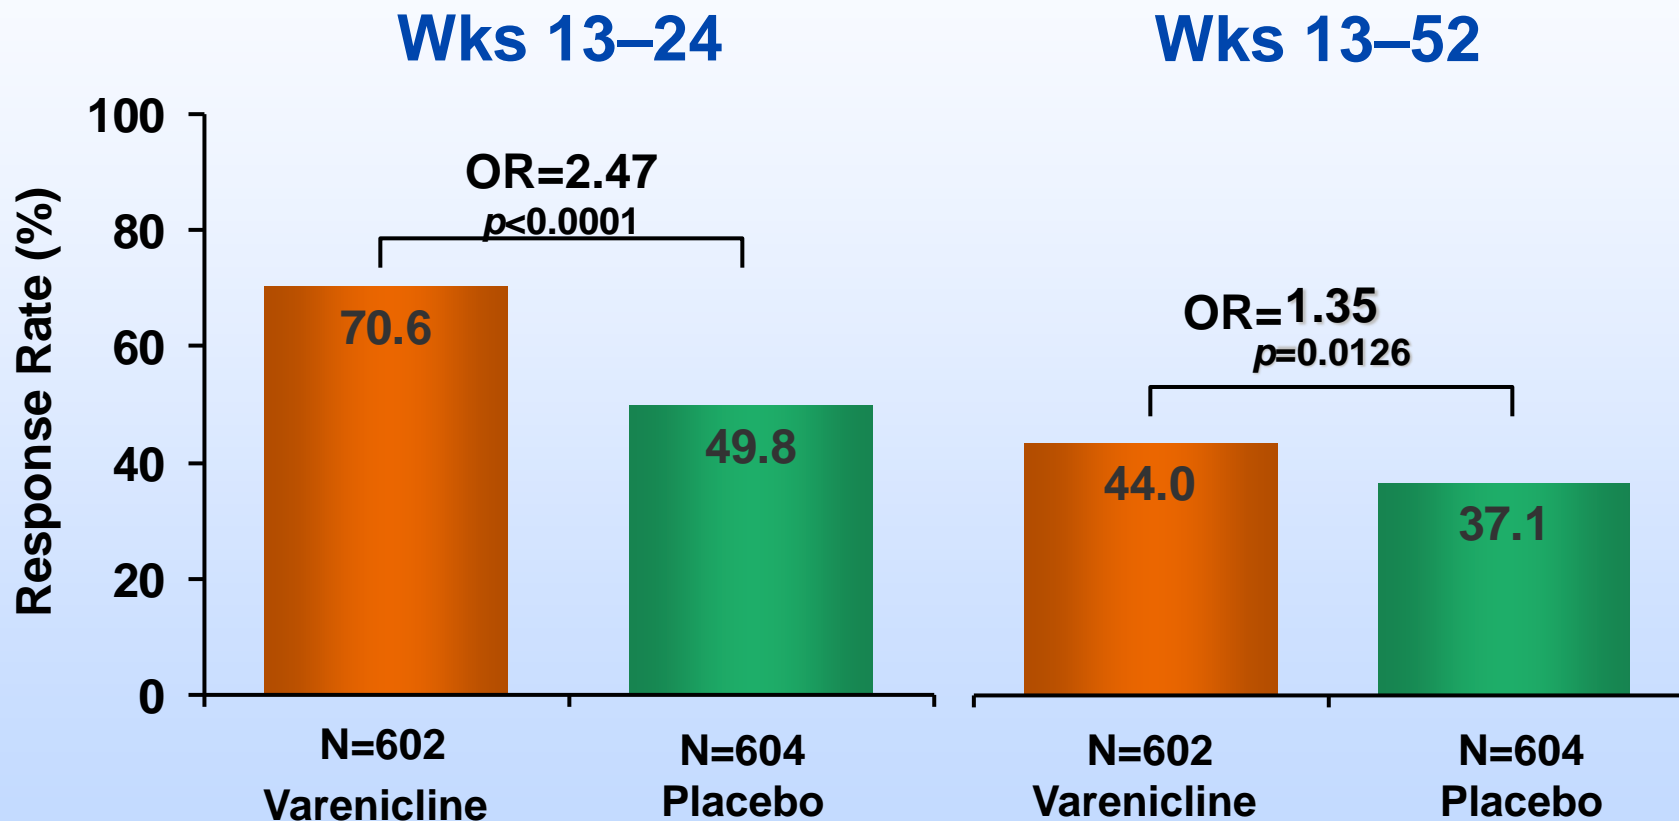 Wks 13–24
Wks 13–52
Response Rate (%)
100
80
60
40
20
0
OR=2.47
p<0.0001
70.6
49.8
OR=1.35
p=0.0126
44.0
37.1
N=602
Varenicline
N=604
Placebo
N=602
Varenicline
N=604
Placebo